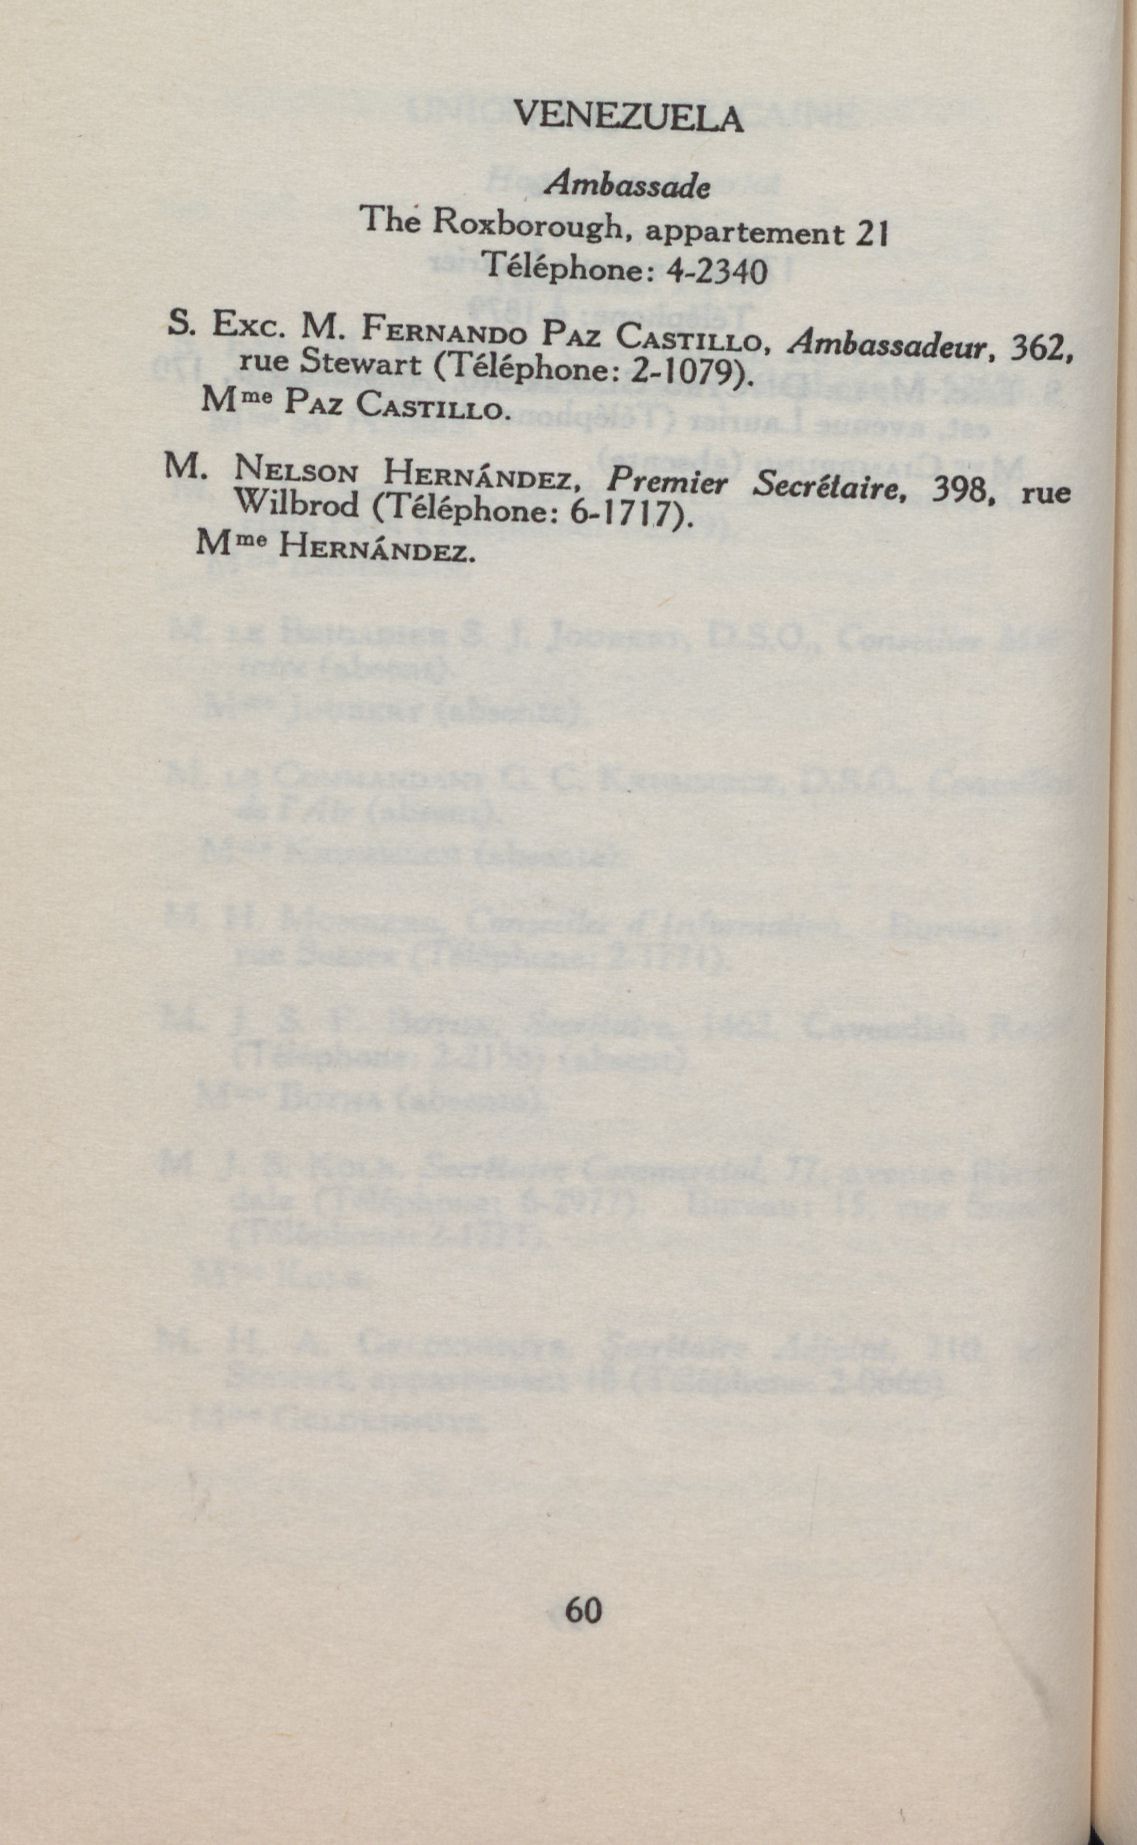 VENEZUELA
Ambassade
The Roxborough, appartement 21
Téléphone: 4-2340
S. Exc. M. Fernando Paz Castillo, Ambassadeur, 362,
rue Stewart (Téléphone: 2-1079).
Mme Paz Castillo.
M. Nelson Hernández, Premier Secrétaire, 398, rue
Wilbrod (Téléphone: 6-1717).
Mme Hernández.
60